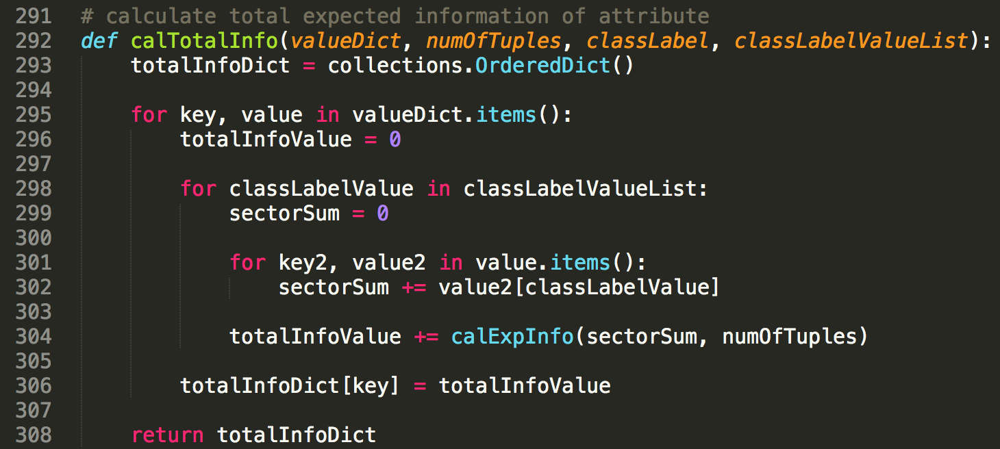 291 # calculate total expected information of attribute
292 def calTotalInfo(valueDict, numOfTuples, classLabel, classLabelValueList):
293     totalInfoDict = collections.OrderedDict()
294
295     for key, value in valueDict.items():
296         totalInfoValue = 0
297
298         for classLabelValue in classLabelValueList:
299             sectorSum = 0
300
301             for key2, value2 in value.items():
302                 sectorSum += value2[classLabelValue]
303
304             totalInfoValue += calExpInfo(sectorSum, numOfTuples)
305
306         totalInfoDict[key] = totalInfoValue
307
308     return totalInfoDict